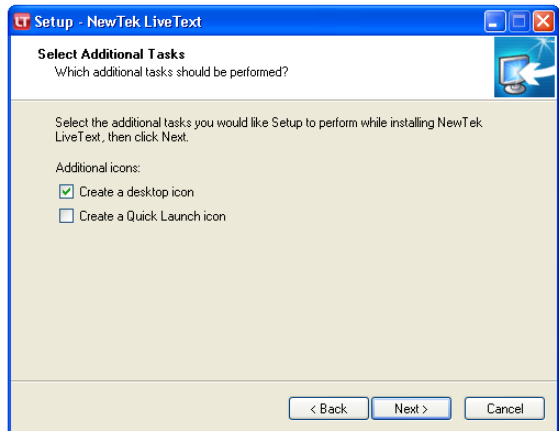 LT Setup - NewTek LiveText
Select Additional Tasks
Which additional tasks should be performed?
Select the additional tasks you would like Setup to perform while installing NewTek
LiveText, then click Next.
Additional icons:
Create a desktop icon
Create a Quick Launch icon
< Back Next > Cancel